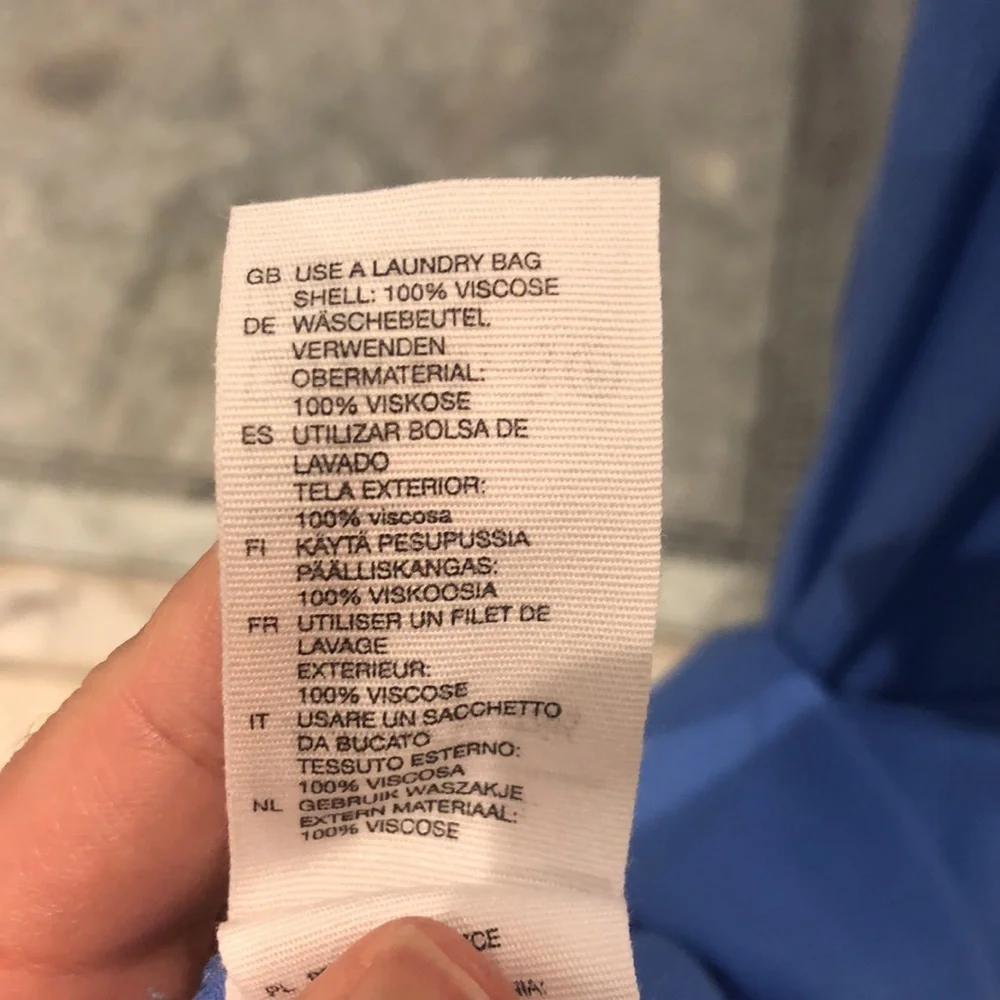 GB USE A LAUNDRY BAG
SHELL: 100% VISCOSE
DE WÄSCHEBEUTEL
VERWENDEN
OBERMATERIAL:
100% VISKOSE
ES UTILIZAR BOLSA DE
LAVADO
TELA EXTERIOR:
100% viscosa
FI KÄYTÄ PESUPUSSIA
PÄÄLLISKANGAS:
100% VISKOOSIA
FR UTILISER UN FILET DE
LAVAGE
EXTERIEUR:
100% VISCOSE
IT USARE UN SACCHETTO
DA BUCATO
TESSUTO ESTERNO:
100% VISCOSA
NL GEBRUIK WASZAKJE
EXTERN MATERIAAL:
100% VISCOSE